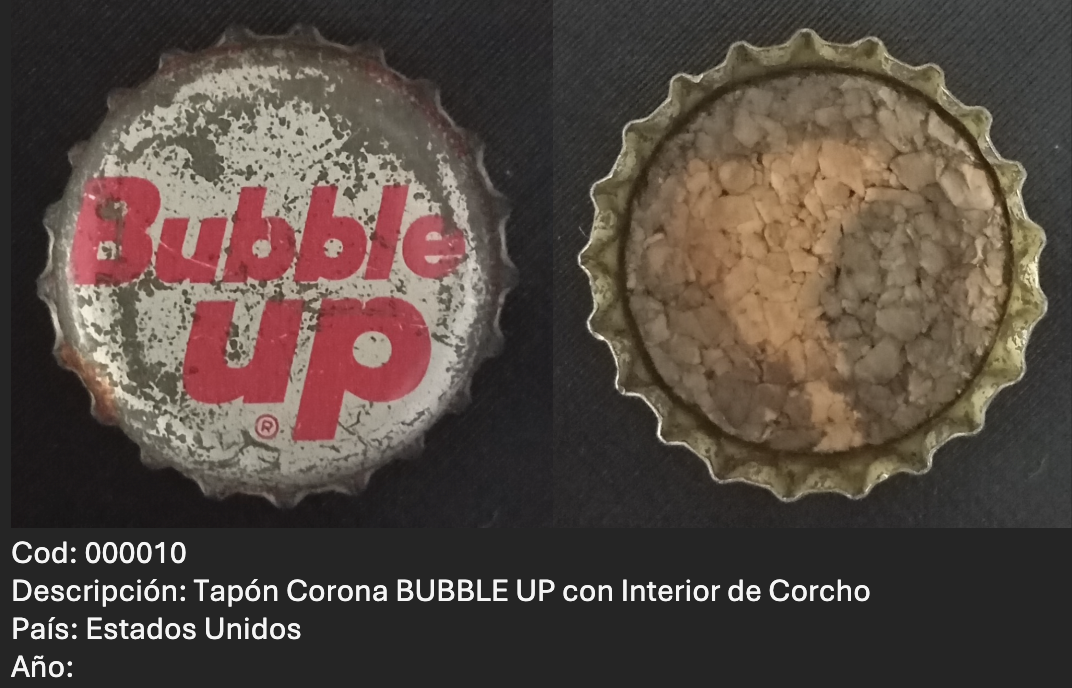 Bubble
up
®
Cod: 000010
Descripción: Tapón Corona BUBBLE UP con Interior de Corcho
País: Estados Unidos
Año: